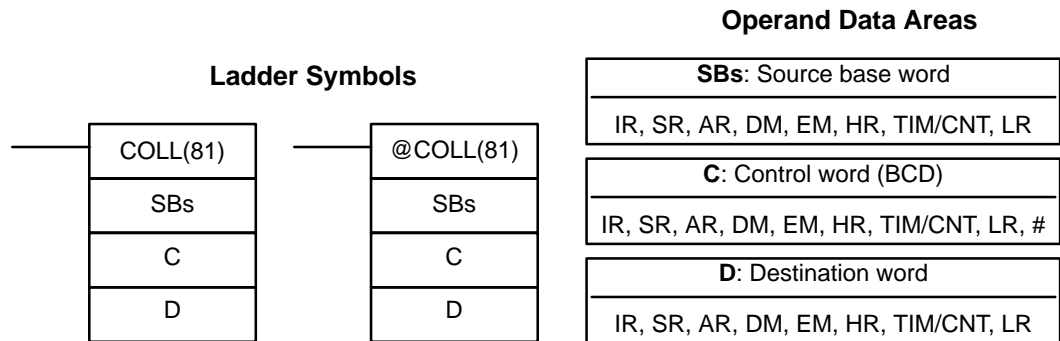 Operand Data Areas
Ladder Symbols
SBs: Source base word
IR, SR, AR, DM, EM, HR, TIM/CNT, LR
COLL(81)
@COLL(81)
C: Control word (BCD)
SBs
SBs
IR, SR, AR, DM, EM, HR, TIM/CNT, LR, #
C
C
D: Destination word
D
D
IR, SR, AR, DM, EM, HR, TIM/CNT, LR